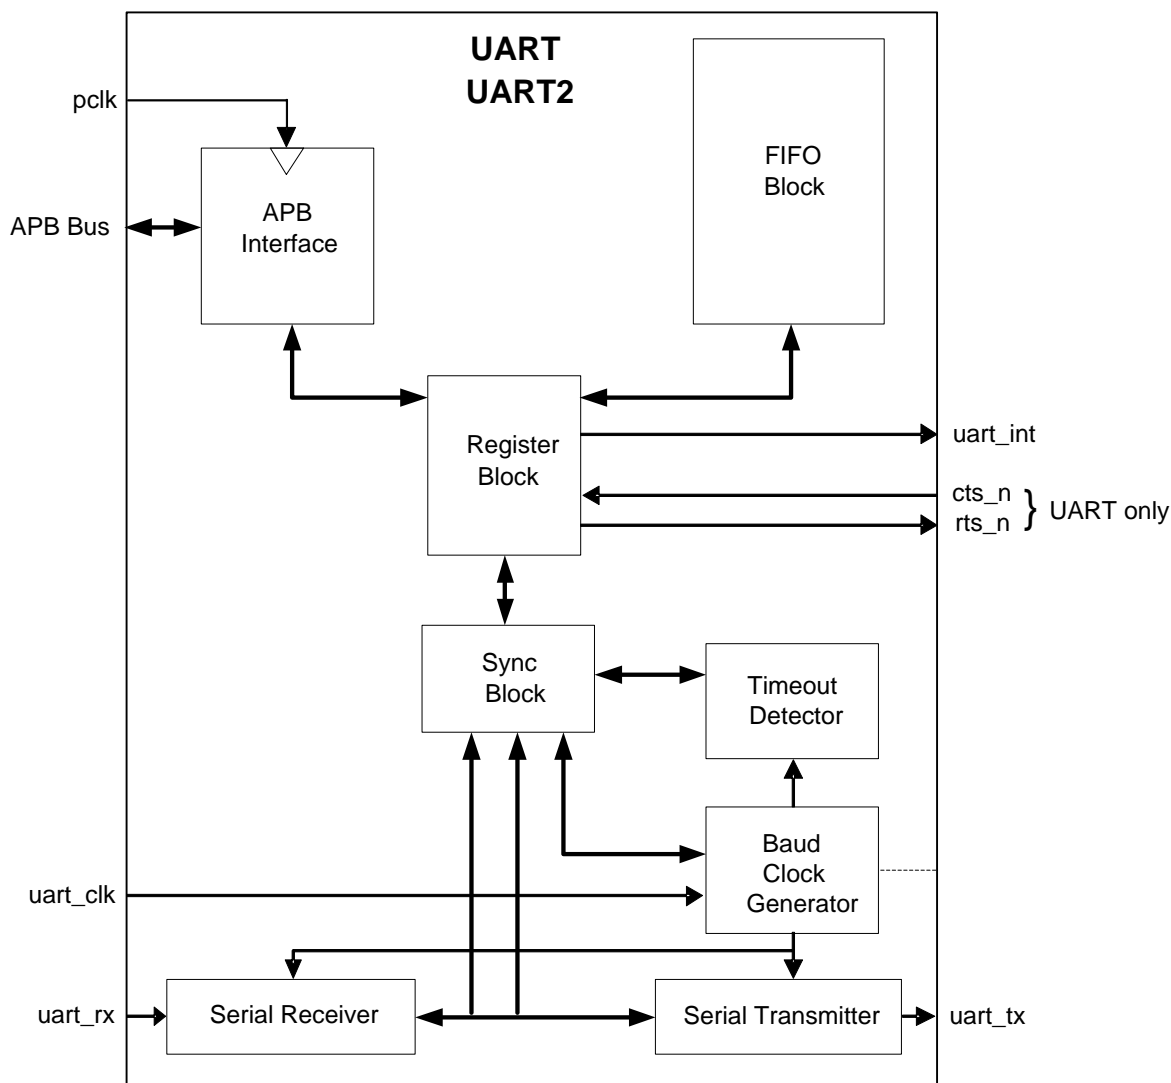 UART
UART2
pclk
FIFO
Block
APB
Interface
APB Bus
Register
Block
uart_int
cts_n
rts_n
} UART only
Sync
Block
Timeout
Detector
Baud
Clock
Generator
uart_clk
uart_rx
Serial Receiver
Serial Transmitter
uart_tx